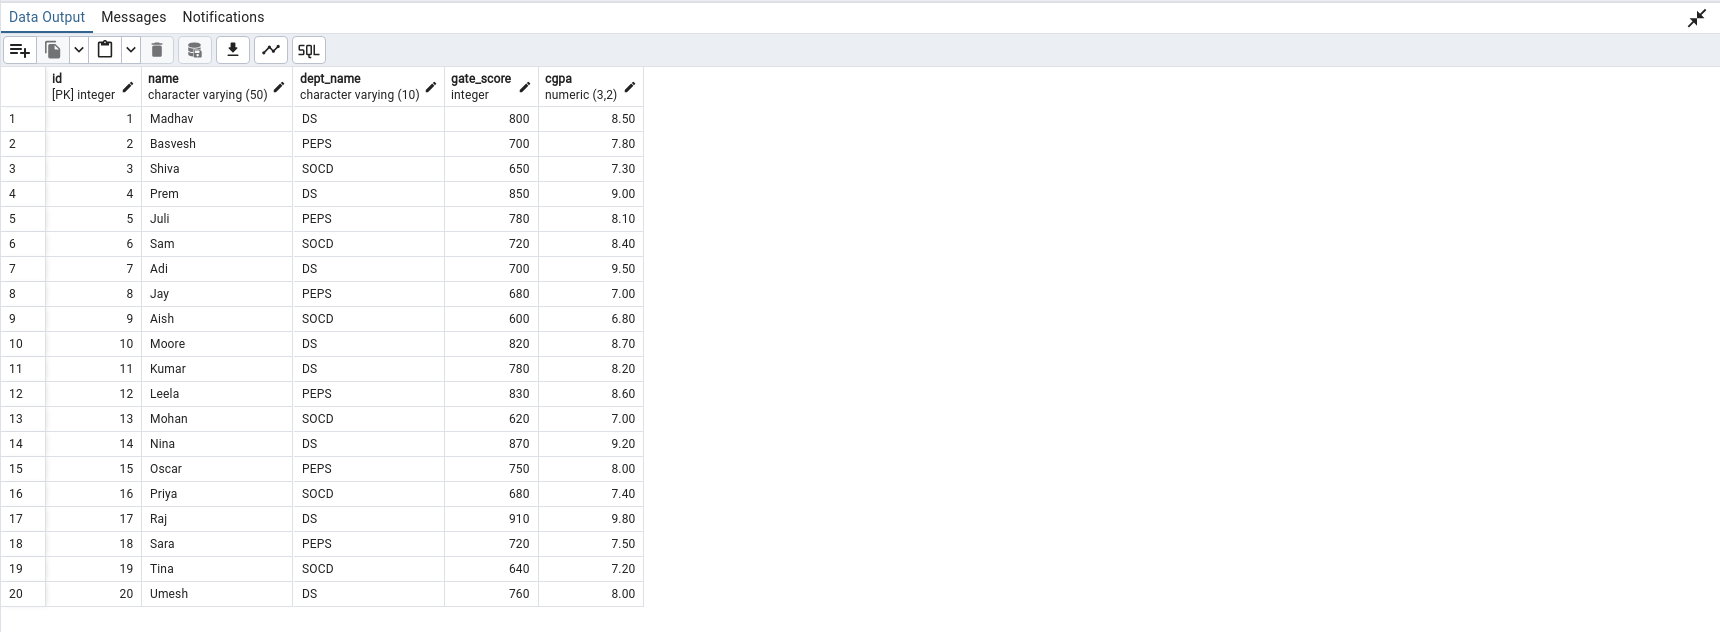 Data Output Messages Notifications
SQL
id name dept_name gate_score cgpa
[PK] integer character varying (50) character varying (10) integer numeric (3,2)
1 1 Madhav DS 800 8.50
2 2 Basvesh PEPS 700 7.80
3 3 Shiva SOCD 650 7.30
4 4 Prem DS 850 9.00
5 5 Juli PEPS 780 8.10
6 6 Sam SOCD 720 8.40
7 7 Adi DS 700 9.50
8 8 Jay PEPS 680 7.00
9 9 Aish SOCD 600 6.80
10 10 Moore DS 820 8.70
11 11 Kumar DS 780 8.20
12 12 Leela PEPS 830 8.60
13 13 Mohan SOCD 620 7.00
14 14 Nina DS 870 9.20
15 15 Oscar PEPS 750 8.00
16 16 Priya SOCD 680 7.40
17 17 Raj DS 910 9.80
18 18 Sara PEPS 720 7.50
19 19 Tina SOCD 640 7.20
20 20 Umesh DS 760 8.00